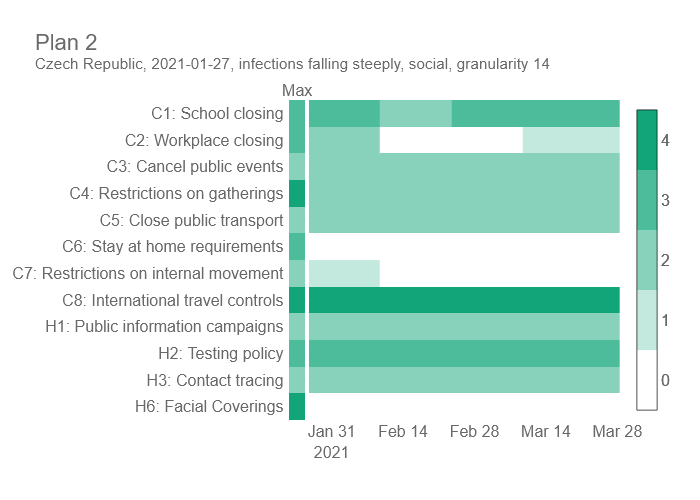 Plan 2
Czech Republic, 2021-01-27, infections falling steeply, social, granularity 14
Max
C1: School closing
C2: Workplace closing
C3: Cancel public events
C4: Restrictions on gatherings
C5: Close public transport
C6: Stay at home requirements
C7: Restrictions on internal movement
C8: International travel controls
H1: Public information campaigns
H2: Testing policy
H3: Contact tracing
H6: Facial Coverings
Jan 31 Feb 14 Feb 28 Mar 14 Mar 28
2021
4
3
2
1
0